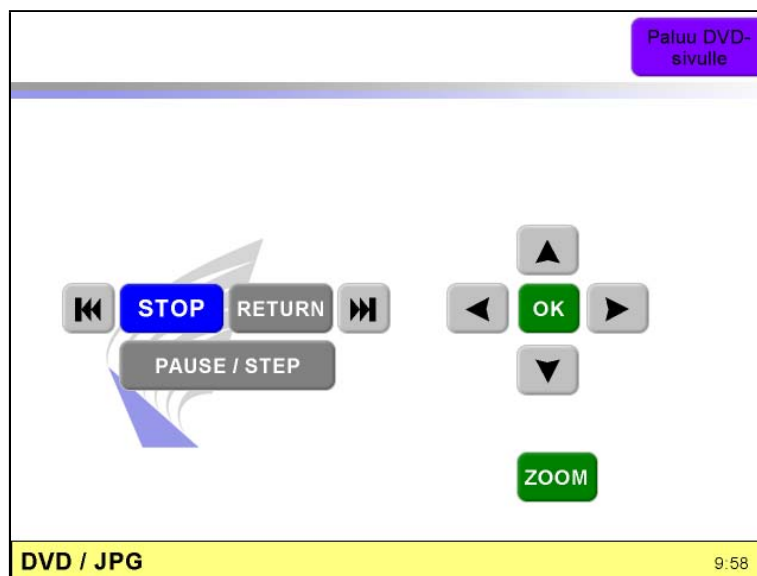 Paluu DVD-
sivulle
STOP
RETURN
PAUSE / STEP
OK
ZOOM
DVD / JPG
9:58